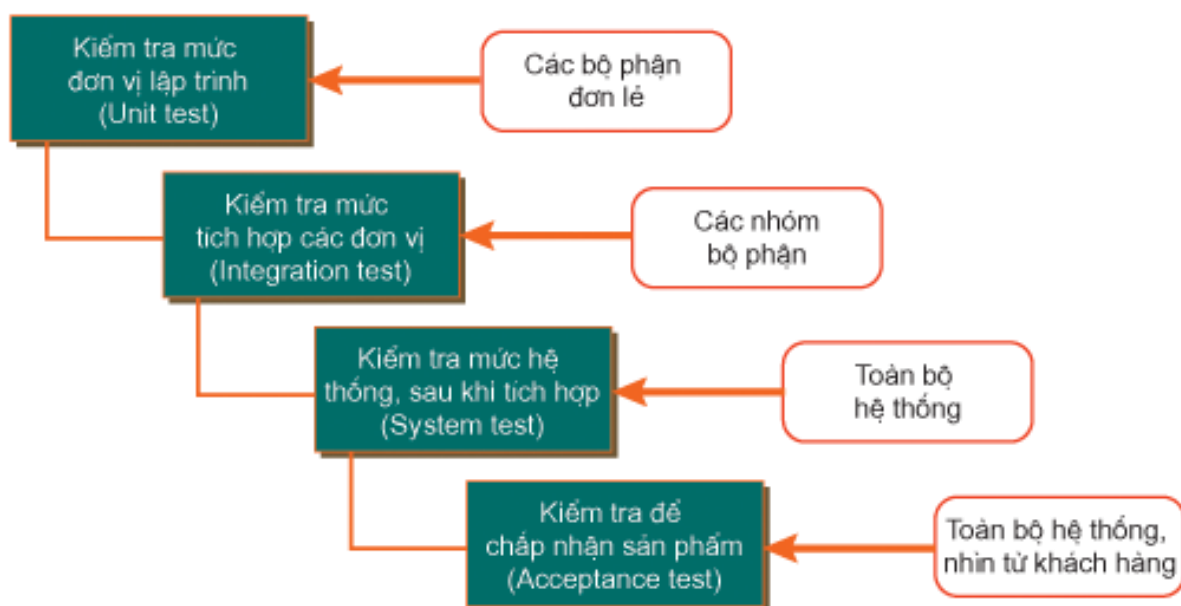 Kiểm tra mức
đơn vị lập trình
(Unit test)
Các bộ phận
đơn lẻ
Kiểm tra mức
tích hợp các đơn vị
(Integration test)
Các nhóm
bộ phận
Kiểm tra mức hệ
thống, sau khi tích hợp
(System test)
Toàn bộ
hệ thống
Kiểm tra để
chấp nhận sản phẩm
(Acceptance test)
Toàn bộ hệ thống,
nhìn từ khách hàng